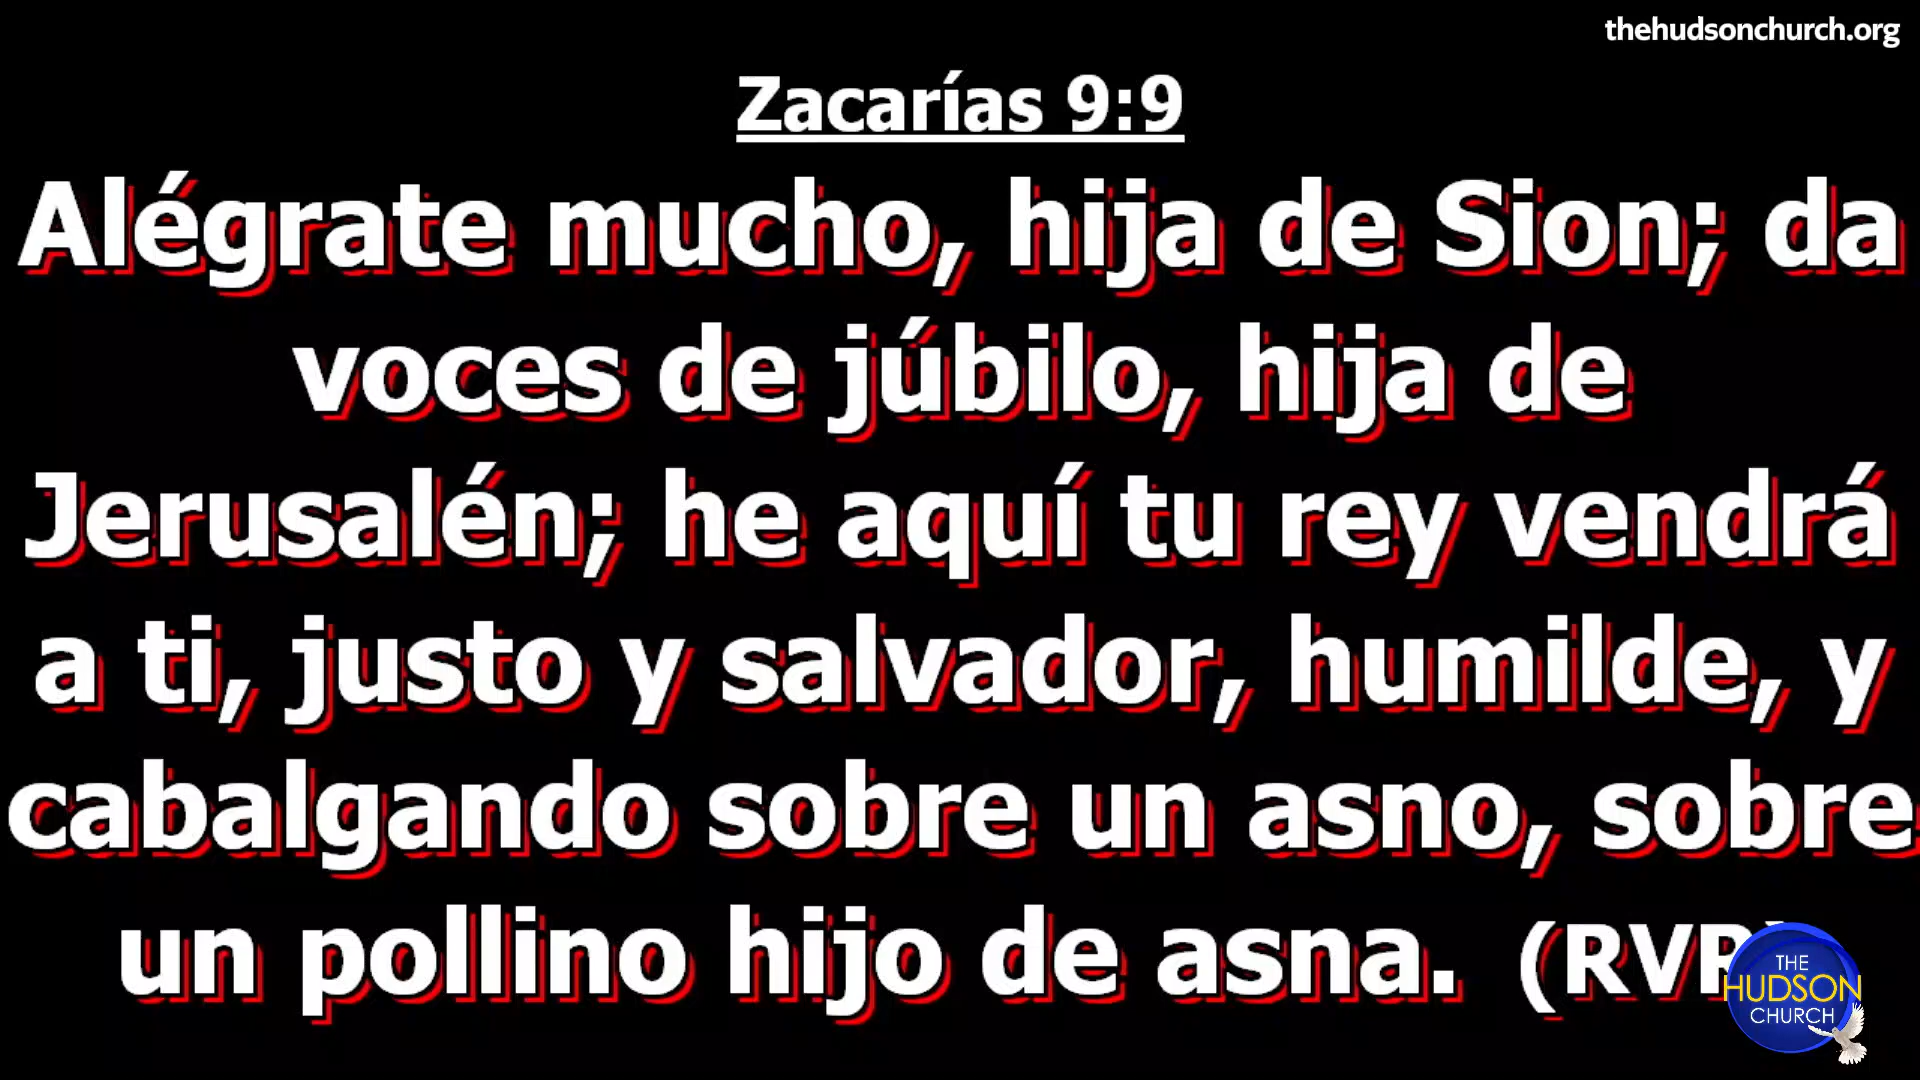 thehudsonchurch.org
Zacarías 9:9
Alégrate mucho, hija de Sion; da
voces de júbilo, hija de
Jerusalén; he aquí tu rey vendrá
a ti, justo y salvador, humilde, y
cabalgando sobre un asno, sobre
un pollino hijo de asna.
THE
HUDSON
CHURCH